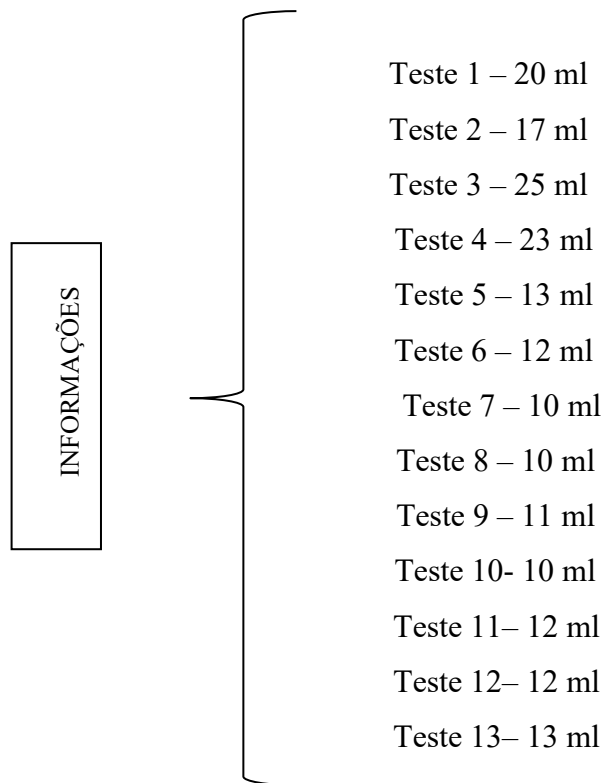 INFORMAÇÕES
Teste 1 – 20 ml
Teste 2 – 17 ml
Teste 3 – 25 ml
Teste 4 – 23 ml
Teste 5 – 13 ml
Teste 6 – 12 ml
Teste 7 – 10 ml
Teste 8 – 10 ml
Teste 9 – 11 ml
Teste 10- 10 ml
Teste 11– 12 ml
Teste 12– 12 ml
Teste 13– 13 ml